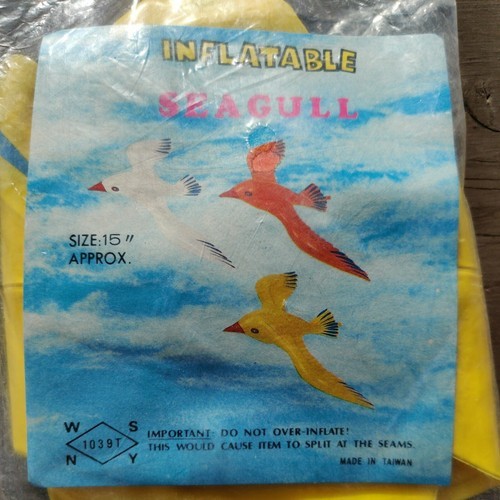 INFLATABLE
SEAGULL
SIZE: 15"
APPROX.
W S
1039T
N Y
IMPORTANT: DO NOT OVER-INFLATE!
THIS WOULD CAUSE ITEM TO SPLIT AT THE SEAMS.
MADE IN TAIWAN